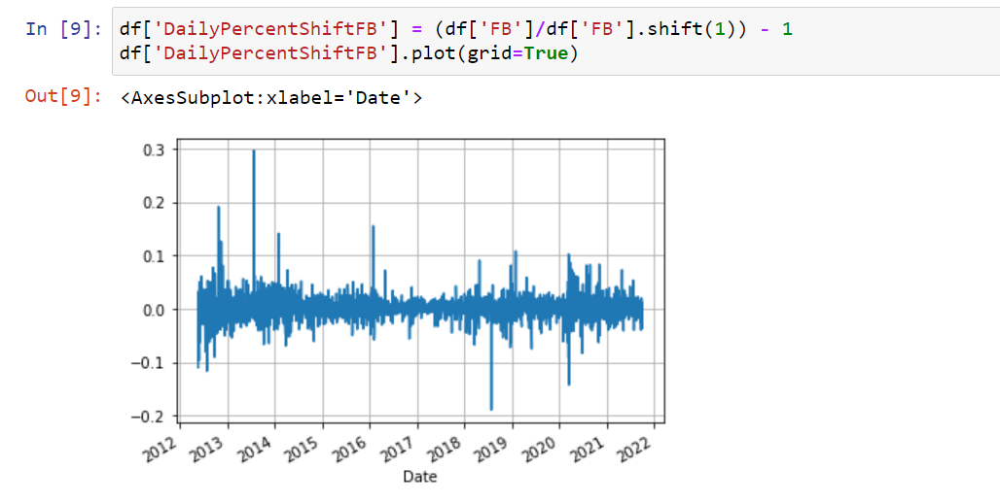 In [9]: df['DailyPercentShiftFB'] = (df['FB']/df['FB'].shift(1)) - 1
df['DailyPercentShiftFB'].plot(grid=True)
Out[9]: <AxesSubplot:xlabel='Date'>
0.3
0.2
0.1
0.0
−0.1
−0.2
2012 2013 2014 2015 2016 2017 2018 2019 2020 2021 2022
Date